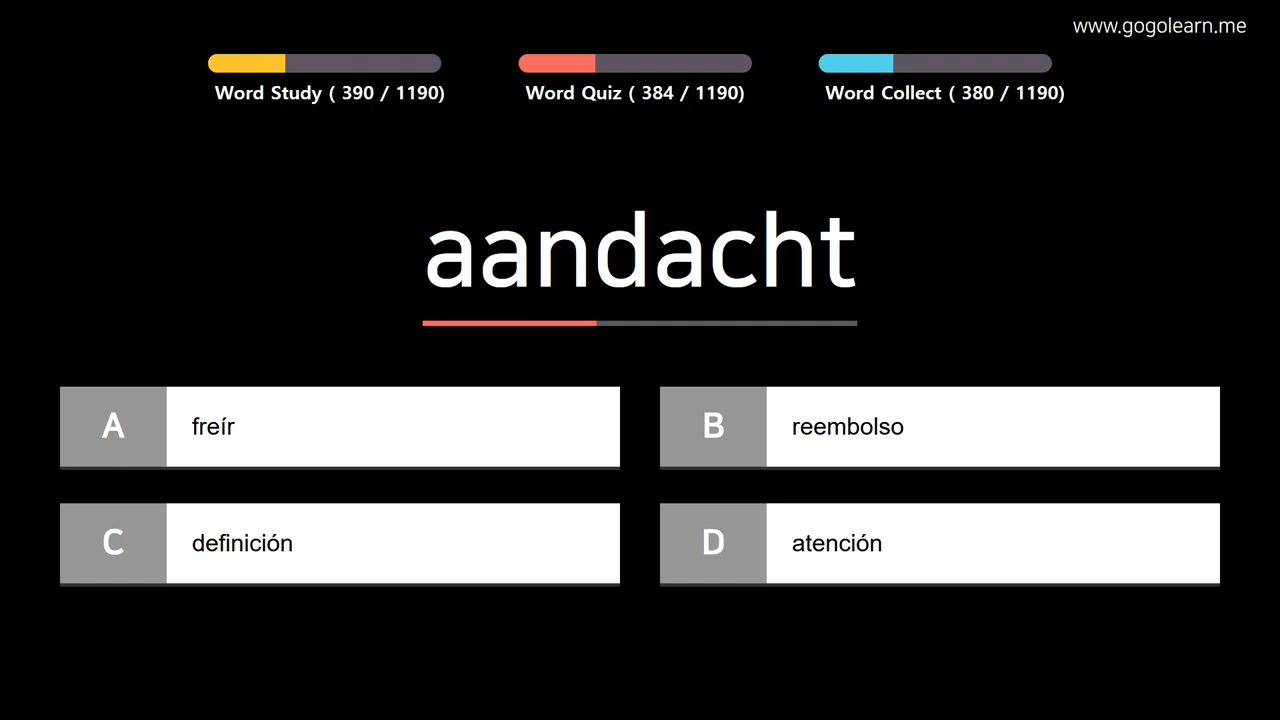 www.gogolearn.me
Word Study ( 390 / 1190)
Word Quiz ( 384 / 1190)
Word Collect ( 380 / 1190)
aandacht
A freír
B reembolso
C definición
D atención